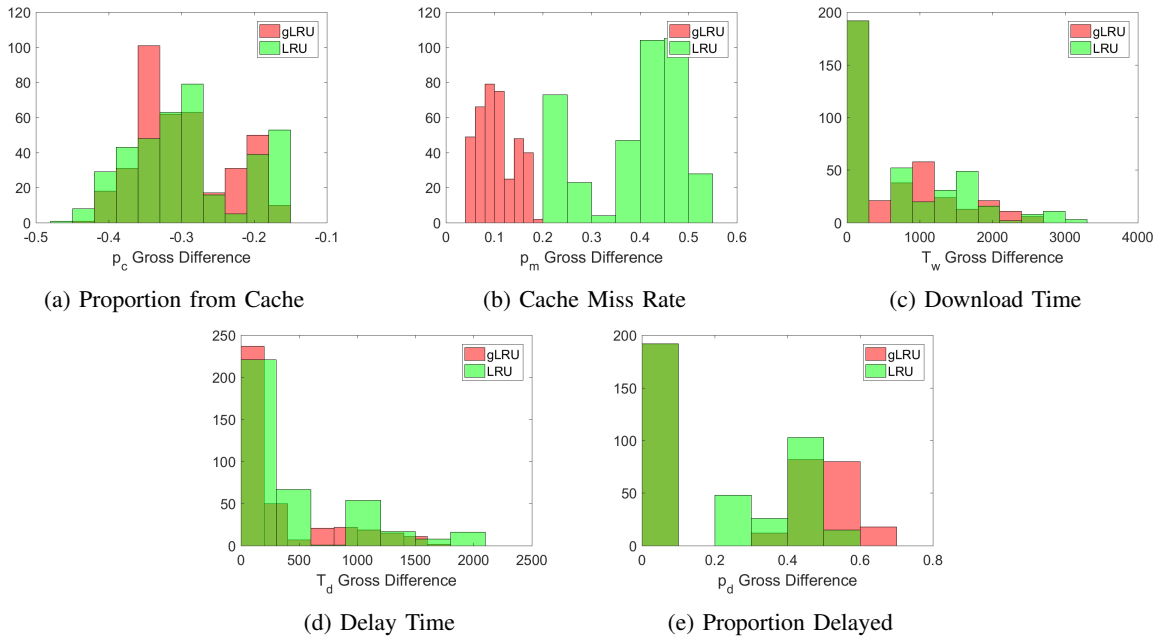 120
100
80
60
40
20
0
-0.5
-0.4
-0.3
-0.2
-0.1
gLRU
LRU
p_c Gross Difference
(a) Proportion from Cache
120
100
80
60
40
20
0
0
0.1
0.2
0.3
0.4
0.5
0.6
gLRU
LRU
p_m Gross Difference
(b) Cache Miss Rate
200
150
100
50
0
0
1000
2000
3000
4000
gLRU
LRU
T_w Gross Difference
(c) Download Time
250
200
150
100
50
0
0
500
1000
1500
2000
2500
gLRU
LRU
T_d Gross Difference
(d) Delay Time
200
150
100
50
0
0
0.2
0.4
0.6
0.8
gLRU
LRU
p_d Gross Difference
(e) Proportion Delayed